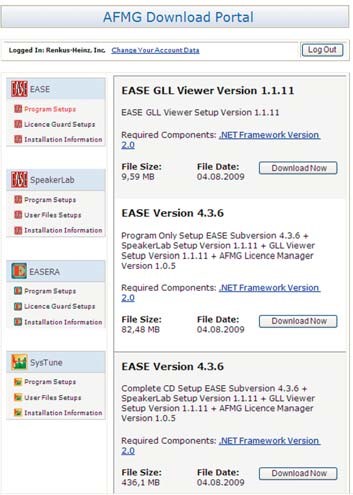 AFMG Download Portal
Logged In: Renkus-Heinz, Inc. Change Your Account Data Log Out
EASE
Program Setups
Licence Guard Setups
Installation Information
SpeakerLab
Program Setups
User Files Setups
Installation Information
EASERA
Program Setups
Licence Guard Setups
Installation Information
SysTune
Program Setups
User Files Setups
Installation Information
EASE GLL Viewer Version 1.1.11
EASE GLL Viewer Setup Version 1.1.11
Required Components: .NET Framework Version
2.0
File Size: File Date: Download Now
9,59 MB 04.08.2009
EASE Version 4.3.6
Program Only Setup EASE Subversion 4.3.6 +
SpeakerLab Setup Version 1.1.11 + GLL Viewer
Setup Version 1.1.11 + AFMG Licence Manager
Version 1.0.5
Required Components: .NET Framework Version
2.0
File Size: File Date: Download Now
82,48 MB 04.08.2009
EASE Version 4.3.6
Complete CD Setup EASE Subversion 4.3.6 +
SpeakerLab Setup Version 1.1.11 + GLL Viewer
Setup Version 1.1.11 + AFMG Licence Manager
Version 1.0.5
Required Components: .NET Framework Version
2.0
File Size: File Date: Download Now
436,1 MB 04.08.2009